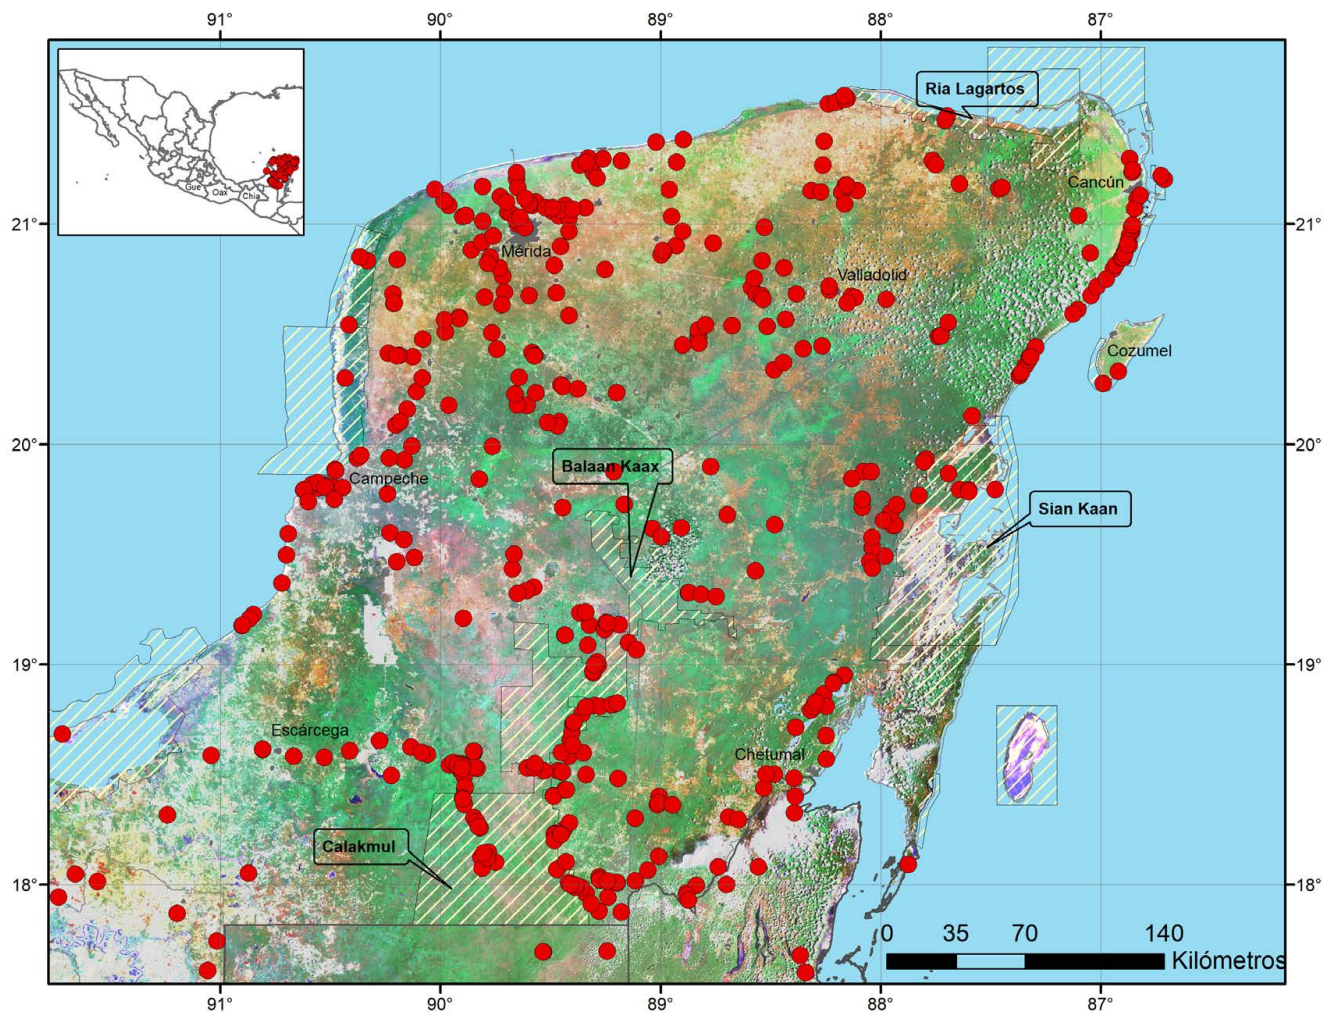 91° 90° 89° 88° 87°
Gue Oax Chia
Ria Lagartos
Cancún
21° 21°
Mérida
Valladolid
Cozumel
20° 20°
Balaan Kaax
Campeche
Sian Kaan
19° 19°
Escárcega
Chetumal
Calakmul
18° 18°
0 35 70 140
Kilómetros
91° 90° 89° 88° 87°